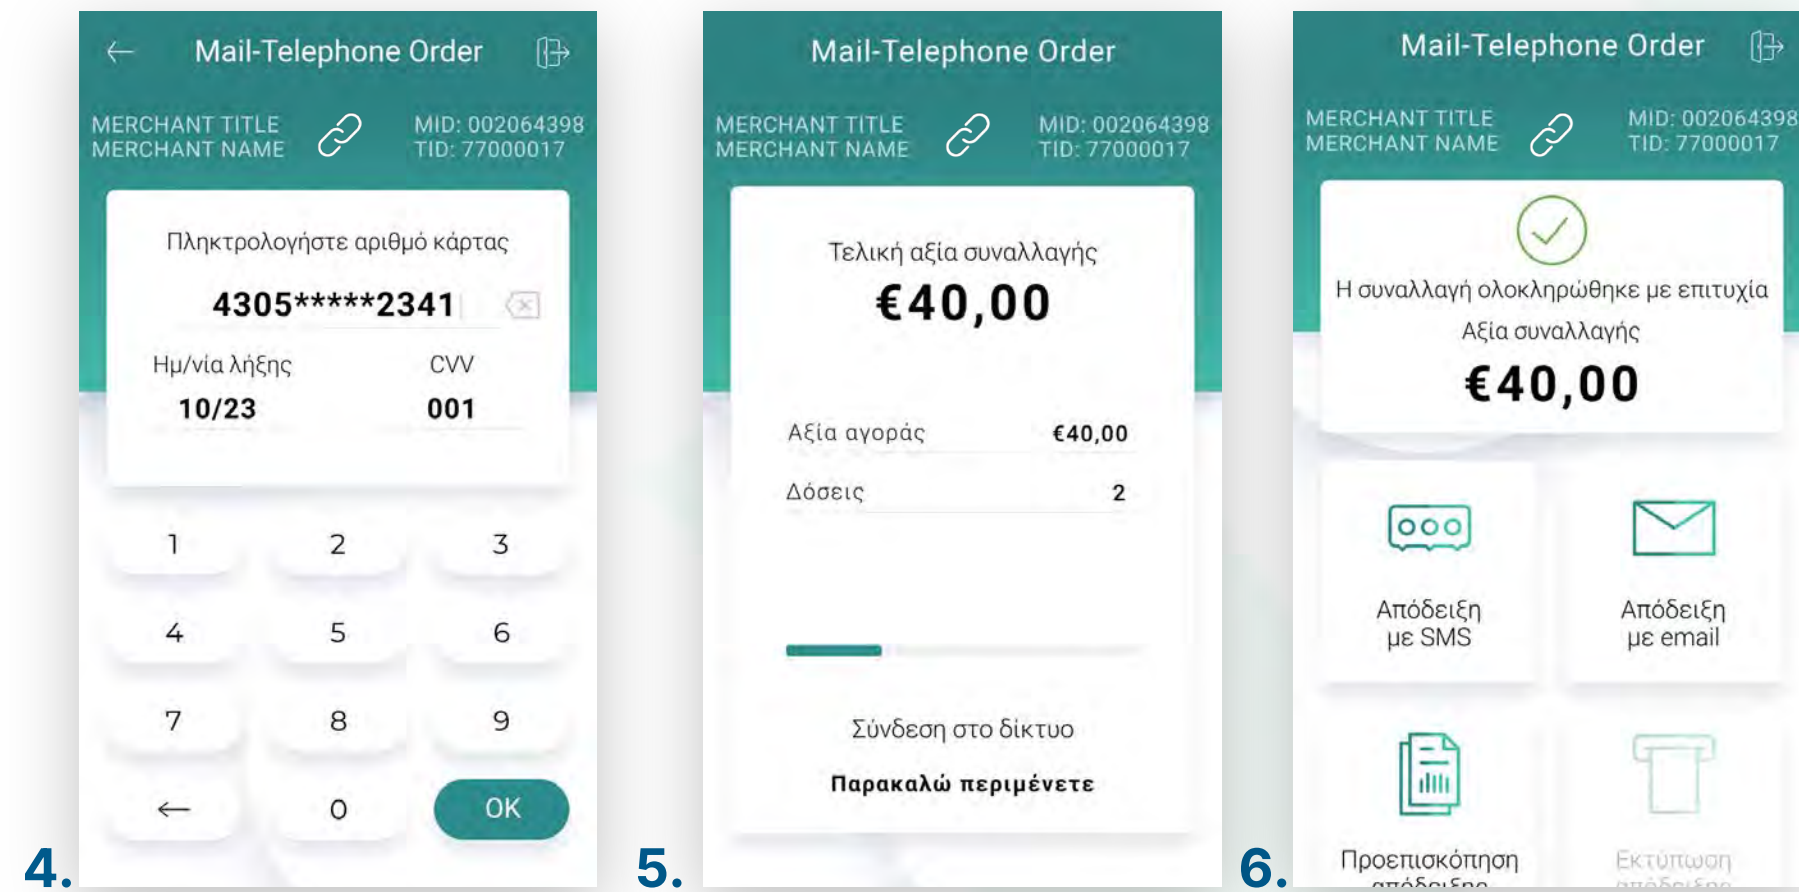 Mail-Telephone Order
MERCHANT TITLE
MERCHANT NAME
MID: 002064398
TID: 77000017
Πληκτρολογήστε αριθμό κάρτας
4305*****2341
Ημ/νία λήξης CVV
10/23 001
1 2 3
4 5 6
7 8 9
0 OK
4.
Mail-Telephone Order
MERCHANT TITLE
MERCHANT NAME
MID: 002064398
TID: 77000017
Τελική αξία συναλλαγής
€40,00
Αξία αγοράς €40,00
Δόσεις 2
Σύνδεση στο δίκτυο
Παρακαλώ περιμένετε
5.
Mail-Telephone Order
MERCHANT TITLE
MERCHANT NAME
MID: 002064398
TID: 77000017
Η συναλλαγή ολοκληρώθηκε με επιτυχία
Αξία συναλλαγής
€40,00
Απόδειξη
με SMS
Απόδειξη
με email
Προεπισκόπηση
απόδειξης
Εκτύπωση
απόδειξης
6.